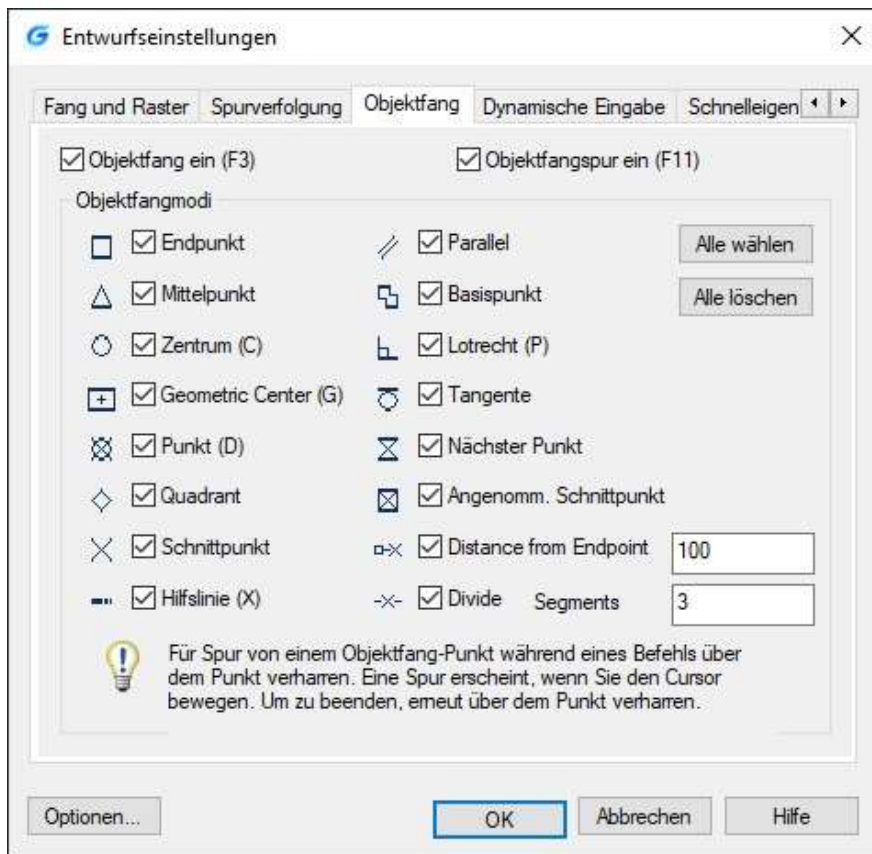 Entwurfseinstellungen
Fang und Raster Spurverfolgung Objektfang Dynamische Eingabe Schnelleigen
Objektfang ein (F3) Objektfangspur ein (F11)
Objektfangmodi
Endpunkt Parallel Alle wählen
Mittelpunkt Basispunkt Alle löschen
Zentrum (C) Lotrecht (P)
Geometric Center (G) Tangente
Punkt (D) Nächster Punkt
Quadrant Angenomm. Schnittpunkt
Schnittpunkt Distance from Endpoint 100
Hilfslinie (X) Divide Segments 3
Für Spur von einem Objektfang-Punkt während eines Befehls über
dem Punkt verharren. Eine Spur erscheint, wenn Sie den Cursor
bewegen. Um zu beenden, erneut über dem Punkt verharren.
Optionen... OK Abbrechen Hilfe